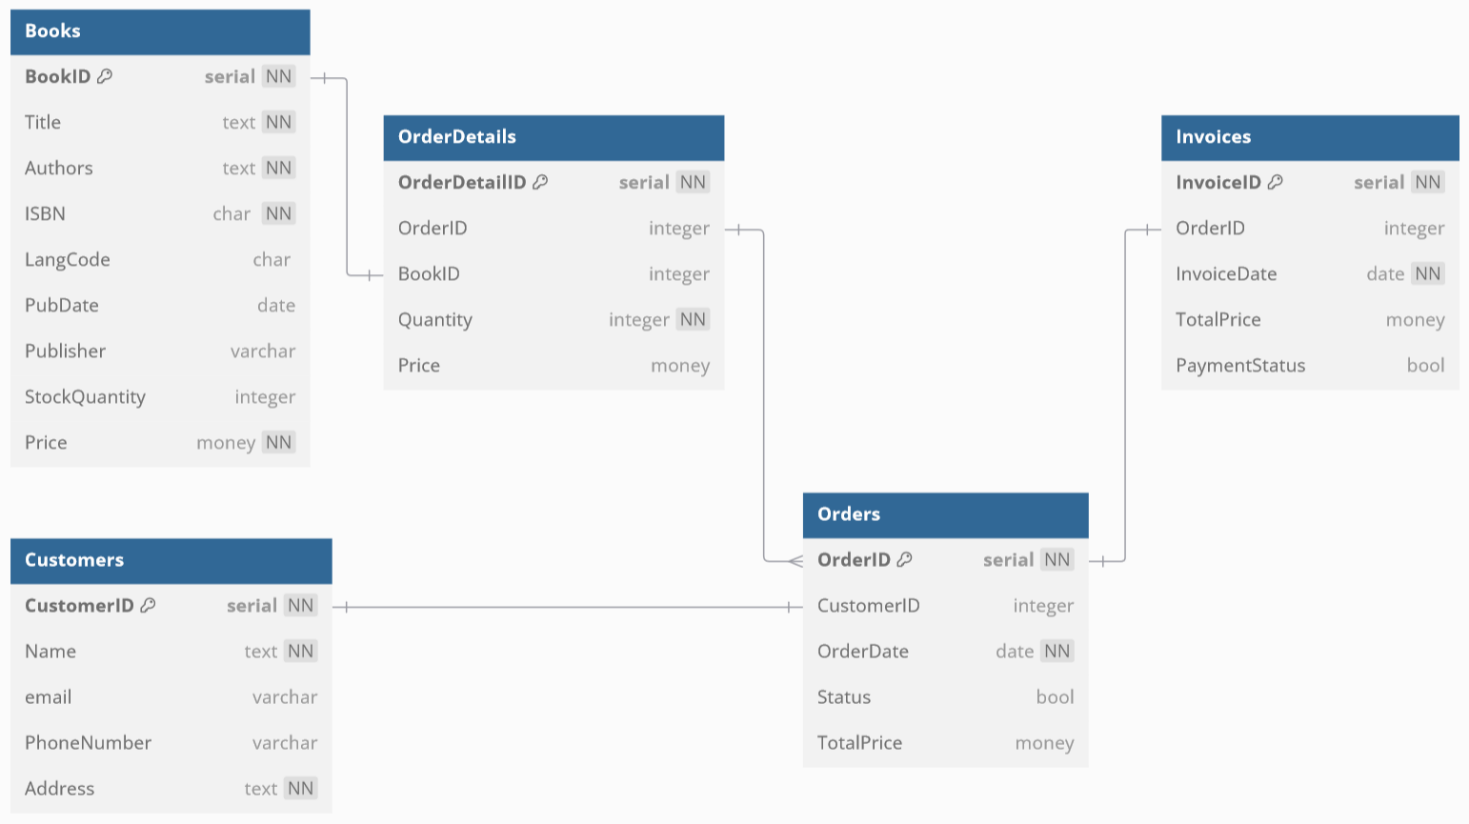 Books
BookID serial NN
Title text NN
Authors text NN
ISBN char NN
LangCode char
PubDate date
Publisher varchar
StockQuantity integer
Price money NN
OrderDetails
OrderDetailID serial NN
OrderID integer
BookID integer
Quantity integer NN
Price money
Invoices
InvoiceID serial NN
OrderID integer
InvoiceDate date NN
TotalPrice money
PaymentStatus bool
Customers
CustomerID serial NN
Name text NN
email varchar
PhoneNumber varchar
Address text NN
Orders
OrderID serial NN
CustomerID integer
OrderDate date NN
Status bool
TotalPrice money